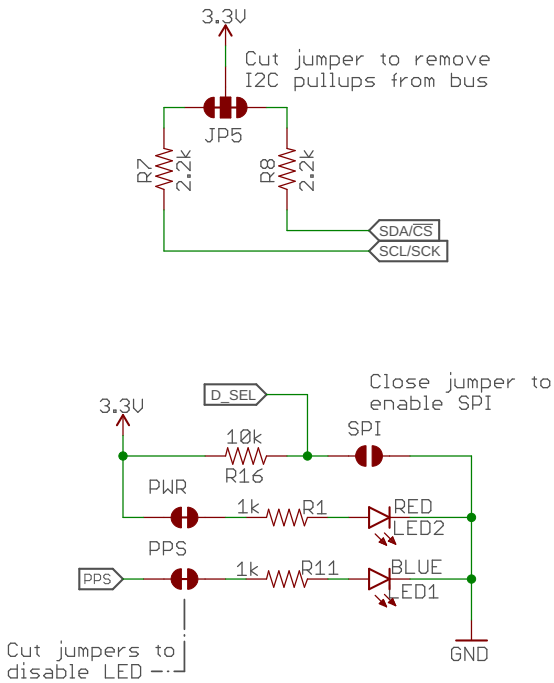 3.3V
Cut jumper to remove
I2C pullups from bus
JP5
R7
2.2k
R8
2.2k
SDA/CS
SCL/SCK
Close jumper to
enable SPI
D_SEL
3.3V
SPI
10k
R16
PWR
1k
R1
RED
LED2
PPS
PPS
1k
R11
BLUE
LED1
Cut jumpers to
disable LED
GND